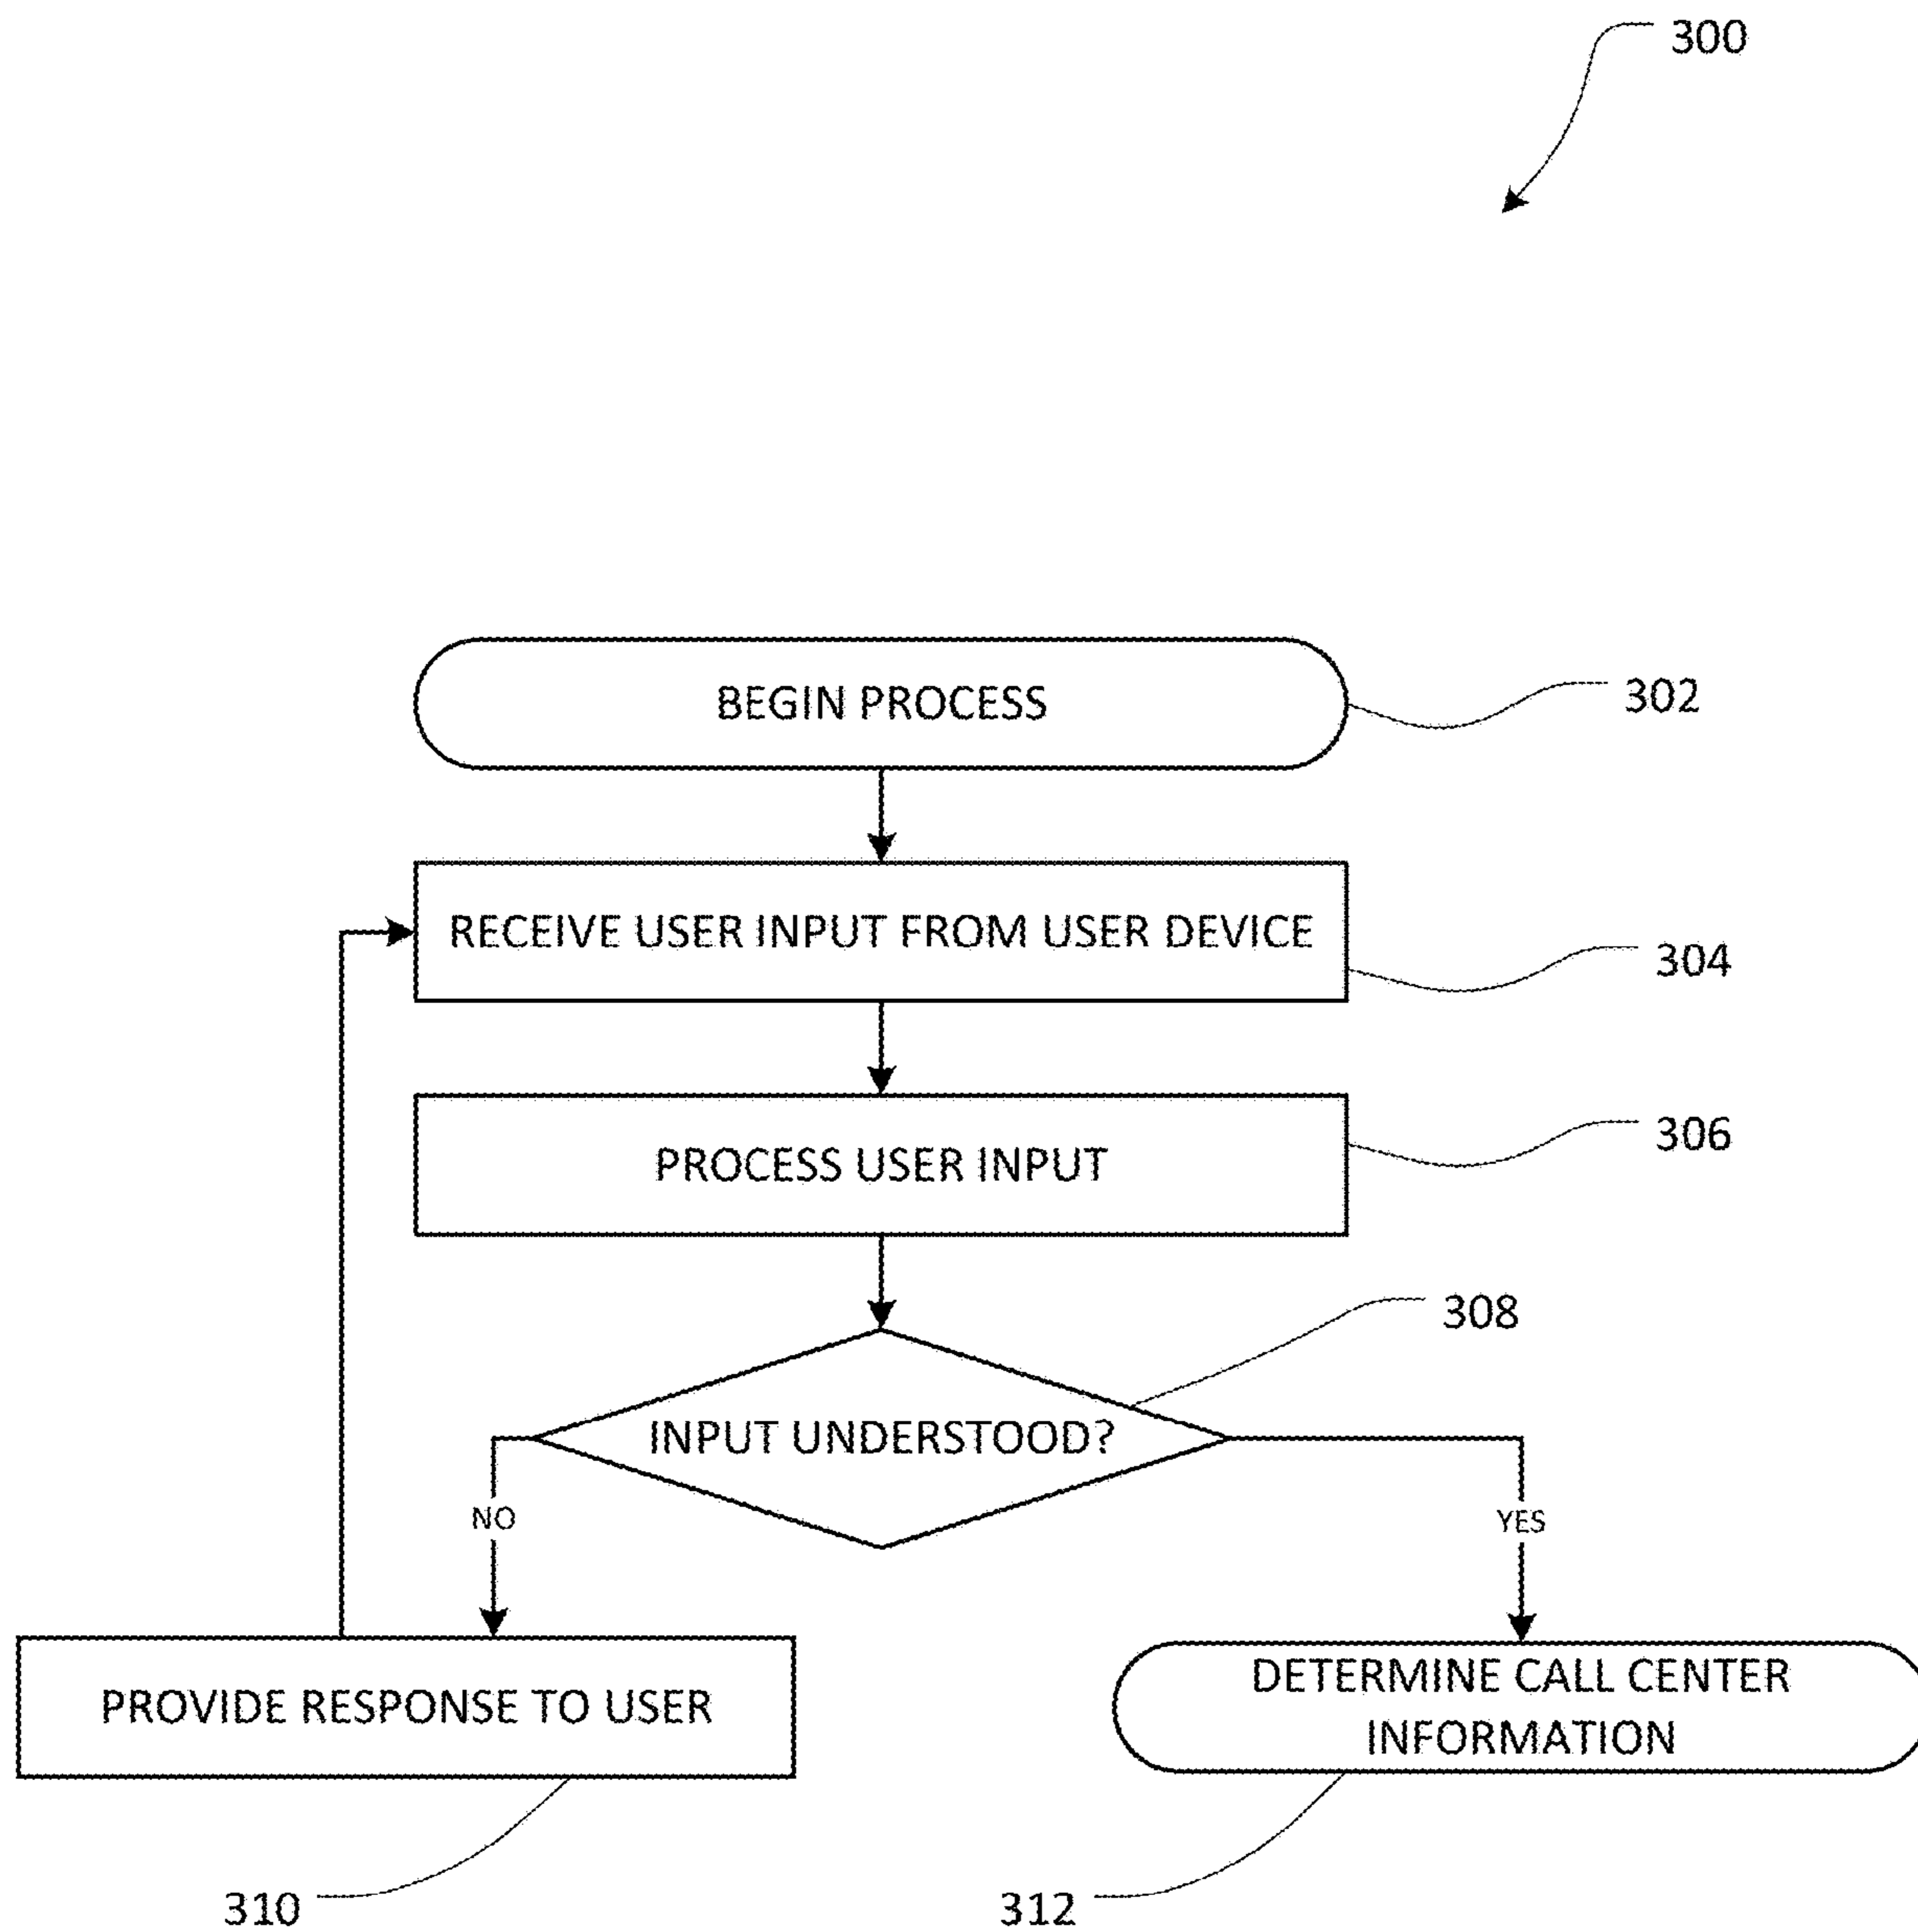 300
BEGIN PROCESS
302
RECEIVE USER INPUT FROM USER DEVICE
304
PROCESS USER INPUT
306
308
INPUT UNDERSTOOD?
NO
YES
PROVIDE RESPONSE TO USER
DETERMINE CALL CENTER
INFORMATION
310
312